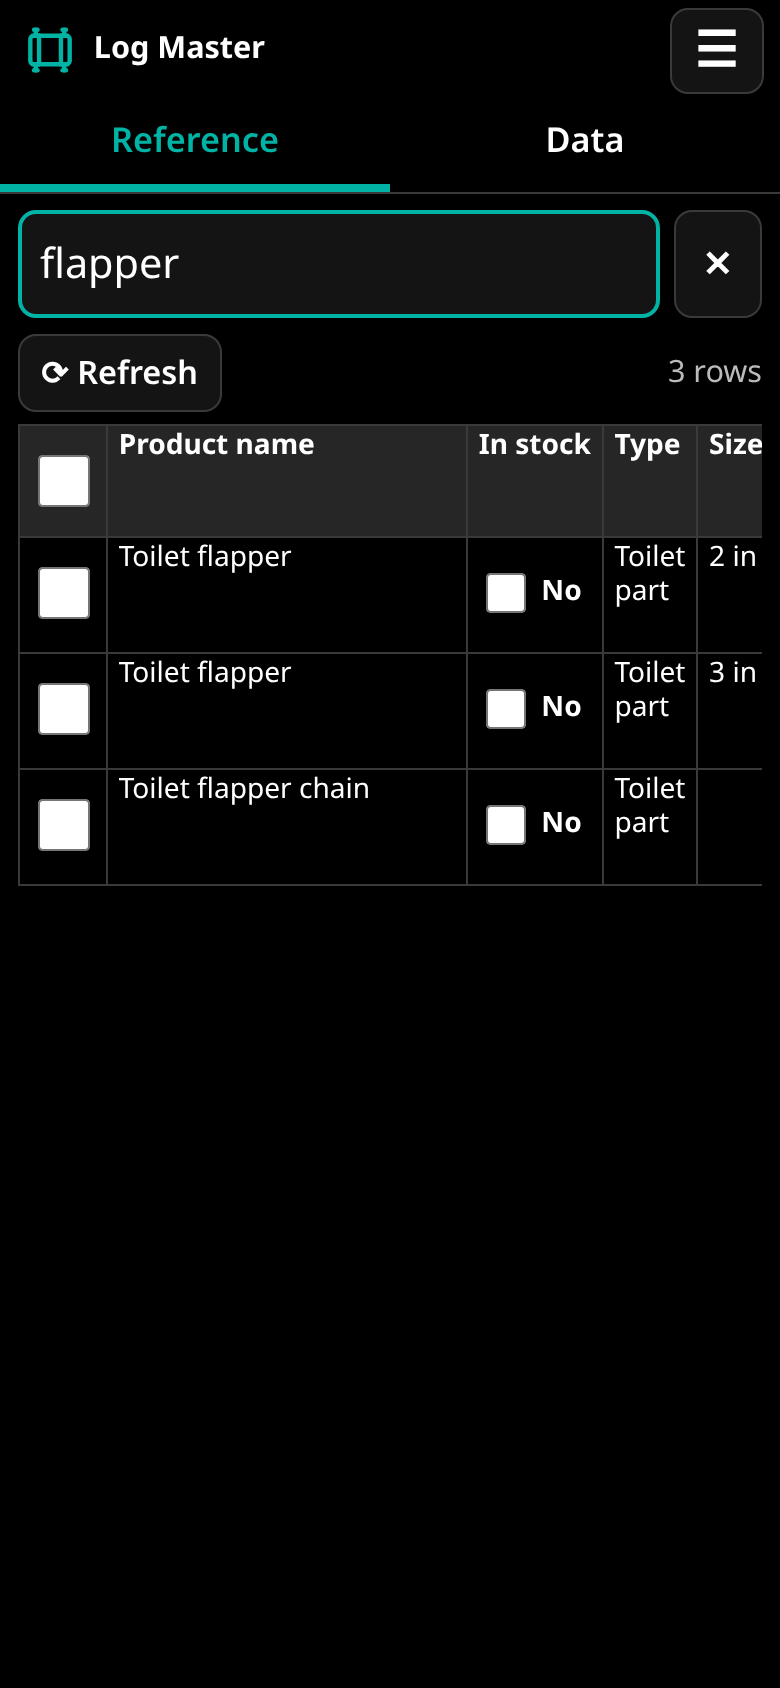 Log Master
☰
Reference Data
flapper
✕
⟳ Refresh 3 rows
Product name In stock Type Size
Toilet flapper No Toilet part 2 in
Toilet flapper No Toilet part 3 in
Toilet flapper chain No Toilet part